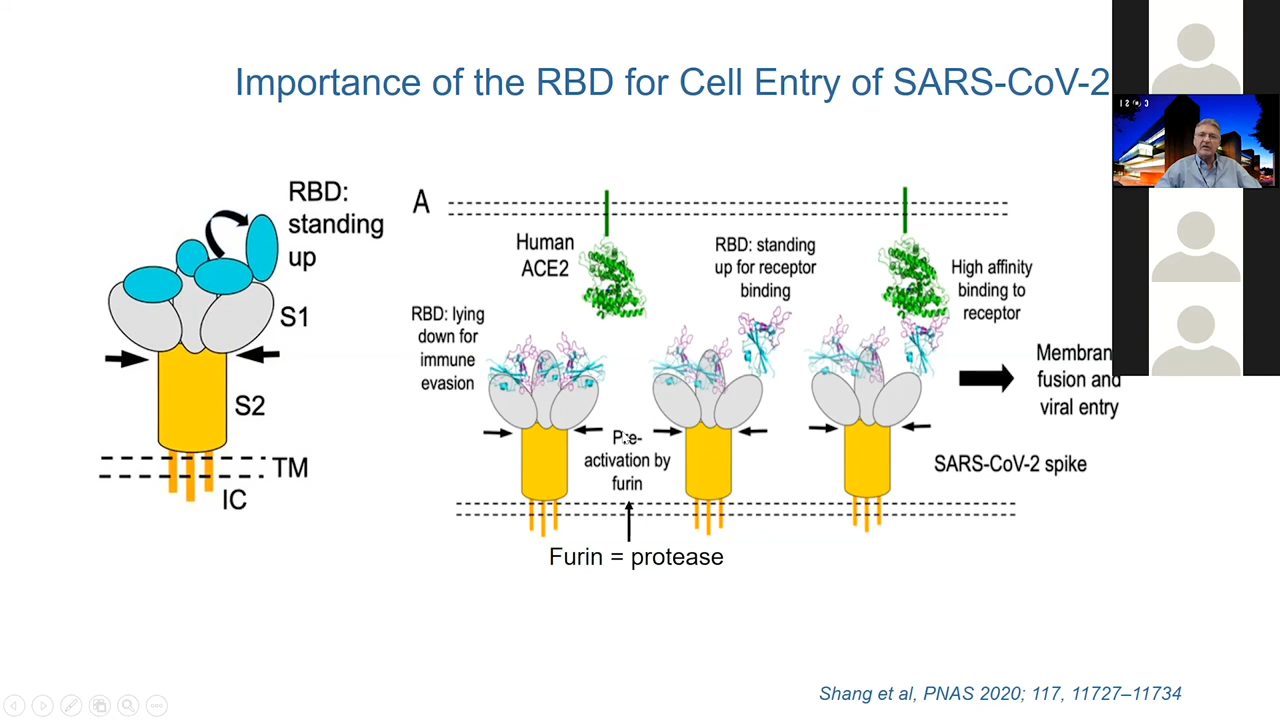 Importance of the RBD for Cell Entry of SARS-CoV-2
RBD:
standing
up
S1
S2
TM
IC
A
Human
ACE2
RBD: standing
up for receptor
binding
High affinity
binding to
receptor
RBD: lying
down for
immune
evasion
Pre-
activation by
furin
Membran
fusion and
viral entry
SARS-CoV-2 spike
Furin = protease
Shang et al, PNAS 2020; 117, 11727–11734